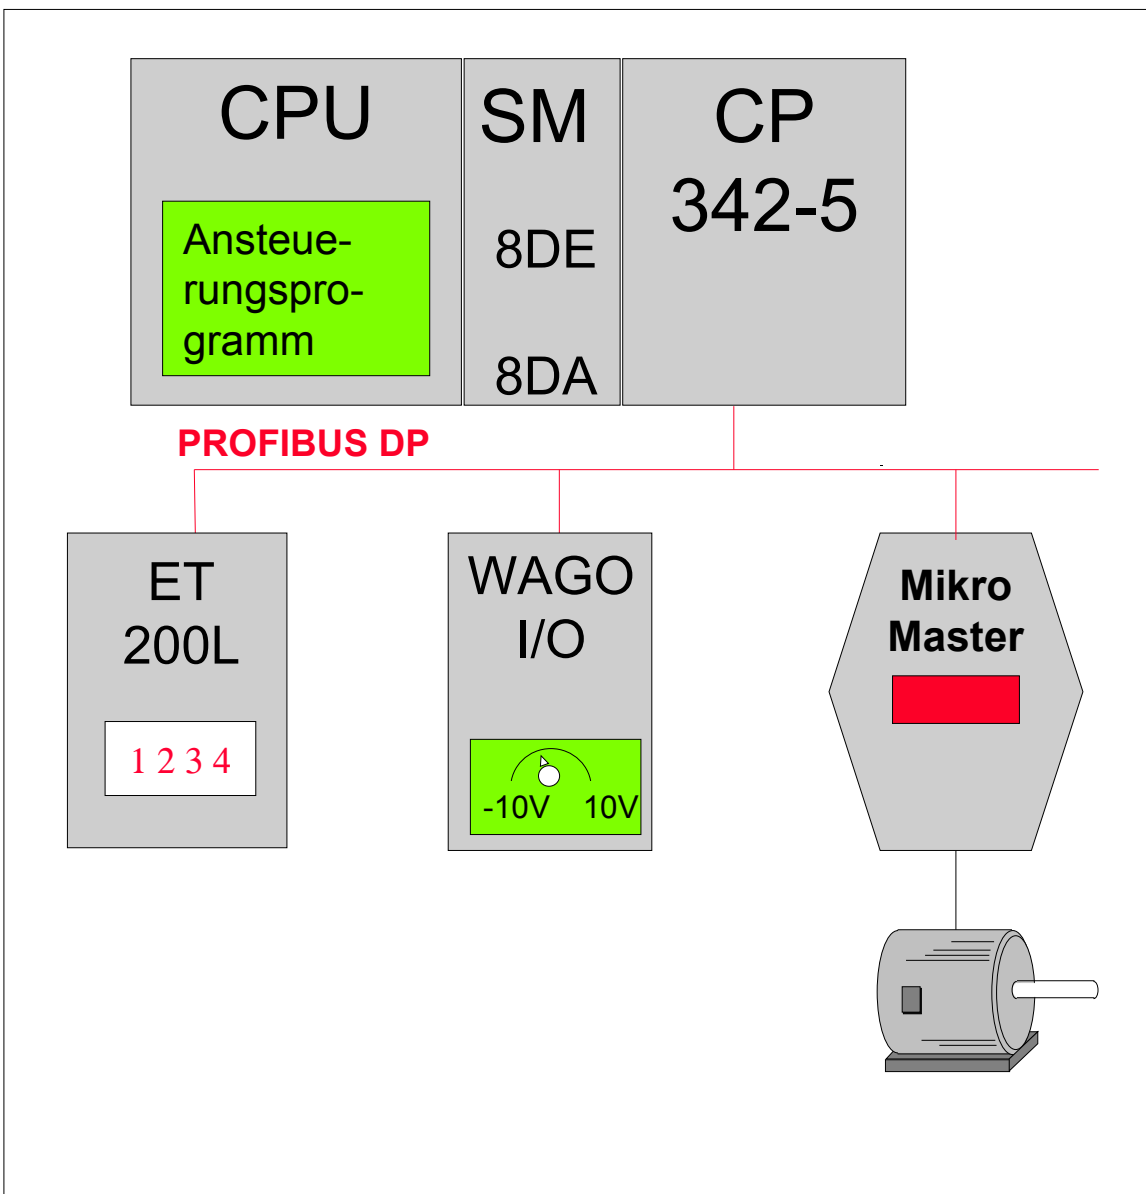 CPU
Ansteue-
rungspro-
gramm
SM
8DE
8DA
CP
342-5
PROFIBUS DP
ET
200L
1 2 3 4
WAGO
I/O
-10V 10V
Mikro
Master